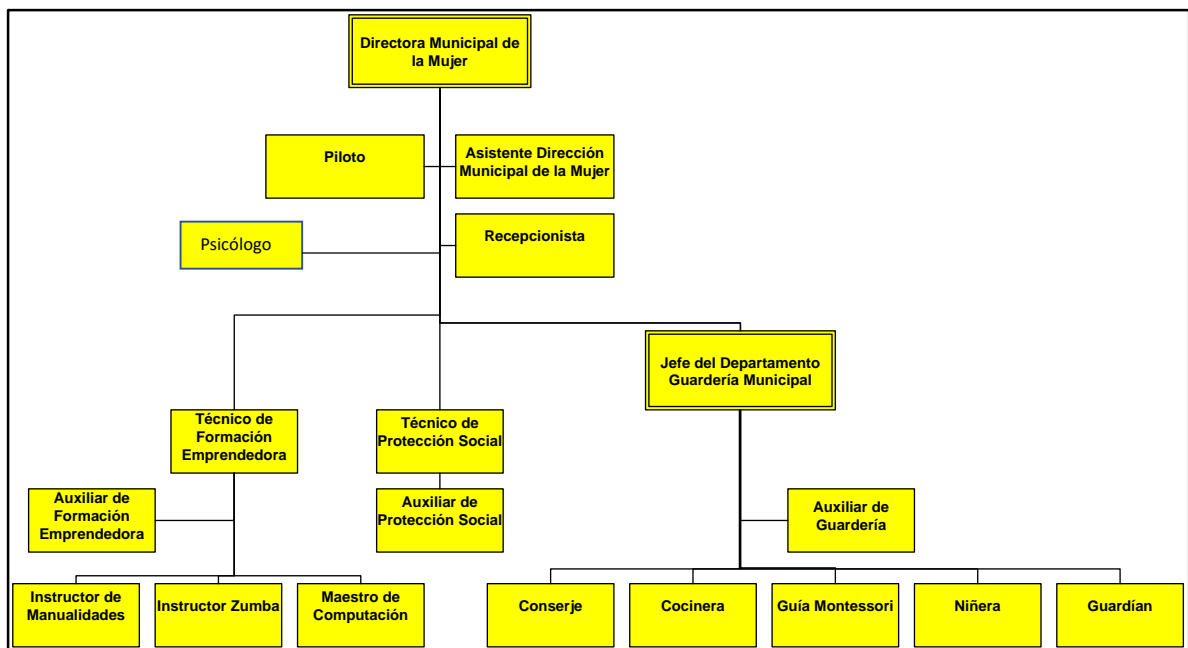 Directora Municipal de
la Mujer
Piloto
Asistente Dirección
Municipal de la Mujer
Psicólogo
Recepcionista
Jefe del Departamento
Guardería Municipal
Técnico de
Formación
Emprendedora
Técnico de
Protección Social
Auxiliar de
Formación
Emprendedora
Auxiliar de
Protección Social
Auxiliar de
Guardería
Instructor de
Manualidades
Instructor Zumba
Maestro de
Computación
Conserje
Cocinera
Guía Montessori
Niñera
Guardían